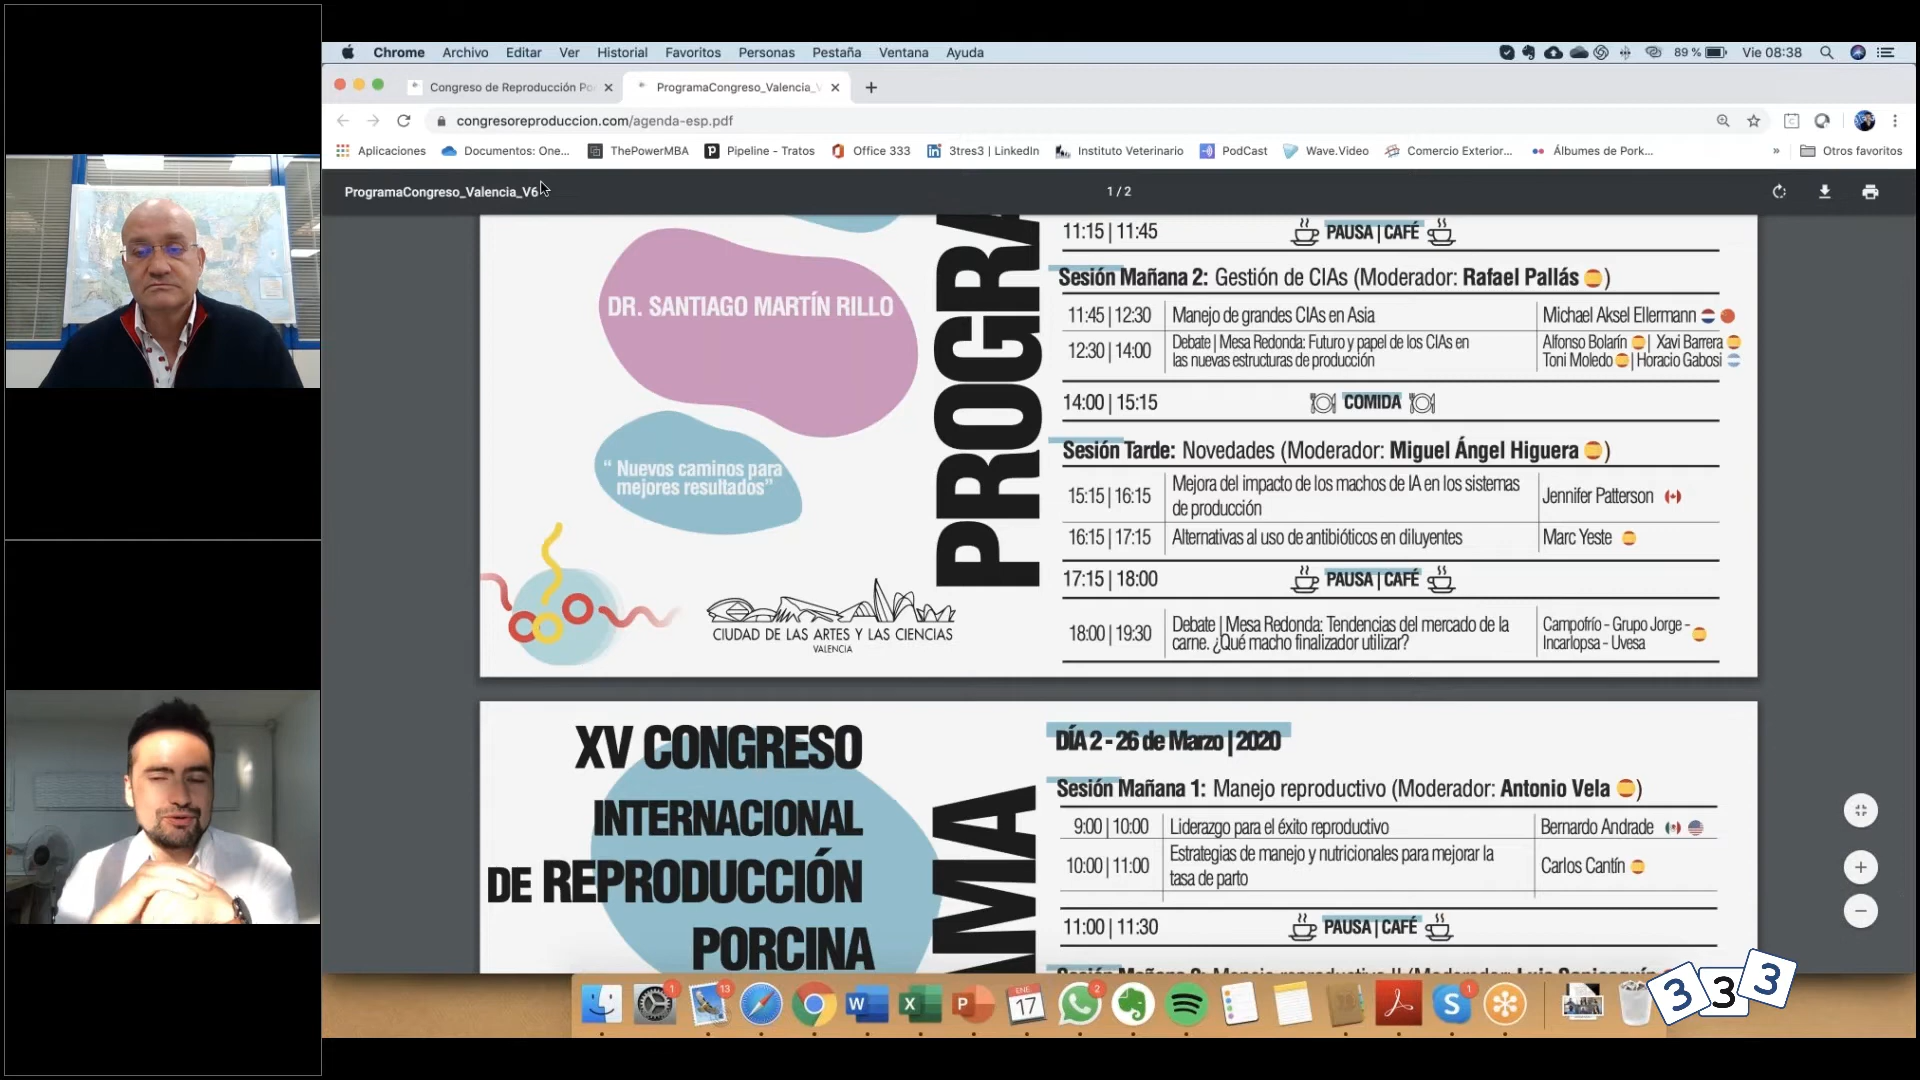 Chrome Archivo Editar Ver Historial Favoritos Personas Pestaña Ventana Ayuda
89 % Vie 08:38
Congreso de Reproducción Po
ProgramaCongreso_Valencia_V
congresoreproduccion.com/agenda-esp.pdf
Aplicaciones Documentos: One... ThePowerMBA Pipeline - Tratos Office 333 3tres3 | LinkedIn Instituto Veterinario PodCast Wave.Video Comercio Exterior... Álbumes de Pork... » Otros favoritos
ProgramaCongreso_Valencia_V6
1 / 2
DR. SANTIAGO MARTÍN RILLO
“ Nuevos caminos para
mejores resultados”
CIUDAD DE LAS ARTES Y LAS CIENCIAS
VALENCIA
PROGRA
11:15 | 11:45 PAUSA | CAFÉ
Sesión Mañana 2: Gestión de CIAs (Moderador: Rafael Pallás )
11:45 | 12:30 Manejo de grandes CIAs en Asia Michael Aksel Ellermann
12:30 | 14:00 Debate | Mesa Redonda: Futuro y papel de los CIAs en
las nuevas estructuras de producción
Alfonso Bolarín | Xavi Barrera
Toni Moledo | Horacio Gabosi
14:00 | 15:15 COMIDA
Sesión Tarde: Novedades (Moderador: Miguel Ángel Higuera )
15:15 | 16:15 Mejora del impacto de los machos de IA en los sistemas
de producción
Jennifer Patterson
16:15 | 17:15 Alternativas al uso de antibióticos en diluyentes Marc Yeste
17:15 | 18:00 PAUSA | CAFÉ
18:00 | 19:30 Debate | Mesa Redonda: Tendencias del mercado de la
carne. ¿Qué macho finalizador utilizar?
Campofrío - Grupo Jorge -
Incarlopsa - Uvesa
XV CONGRESO
INTERNACIONAL
DE REPRODUCCIÓN
PORCINA
AMA
DÍA 2 - 26 de Marzo | 2020
Sesión Mañana 1: Manejo reproductivo (Moderador: Antonio Vela )
9:00 | 10:00 Liderazgo para el éxito reproductivo Bernardo Andrade
10:00 | 11:00 Estrategias de manejo y nutricionales para mejorar la
tasa de parto
Carlos Cantín
11:00 | 11:30 PAUSA | CAFÉ
1 13 W X P ENE. 17 2 S 1
3 3 3